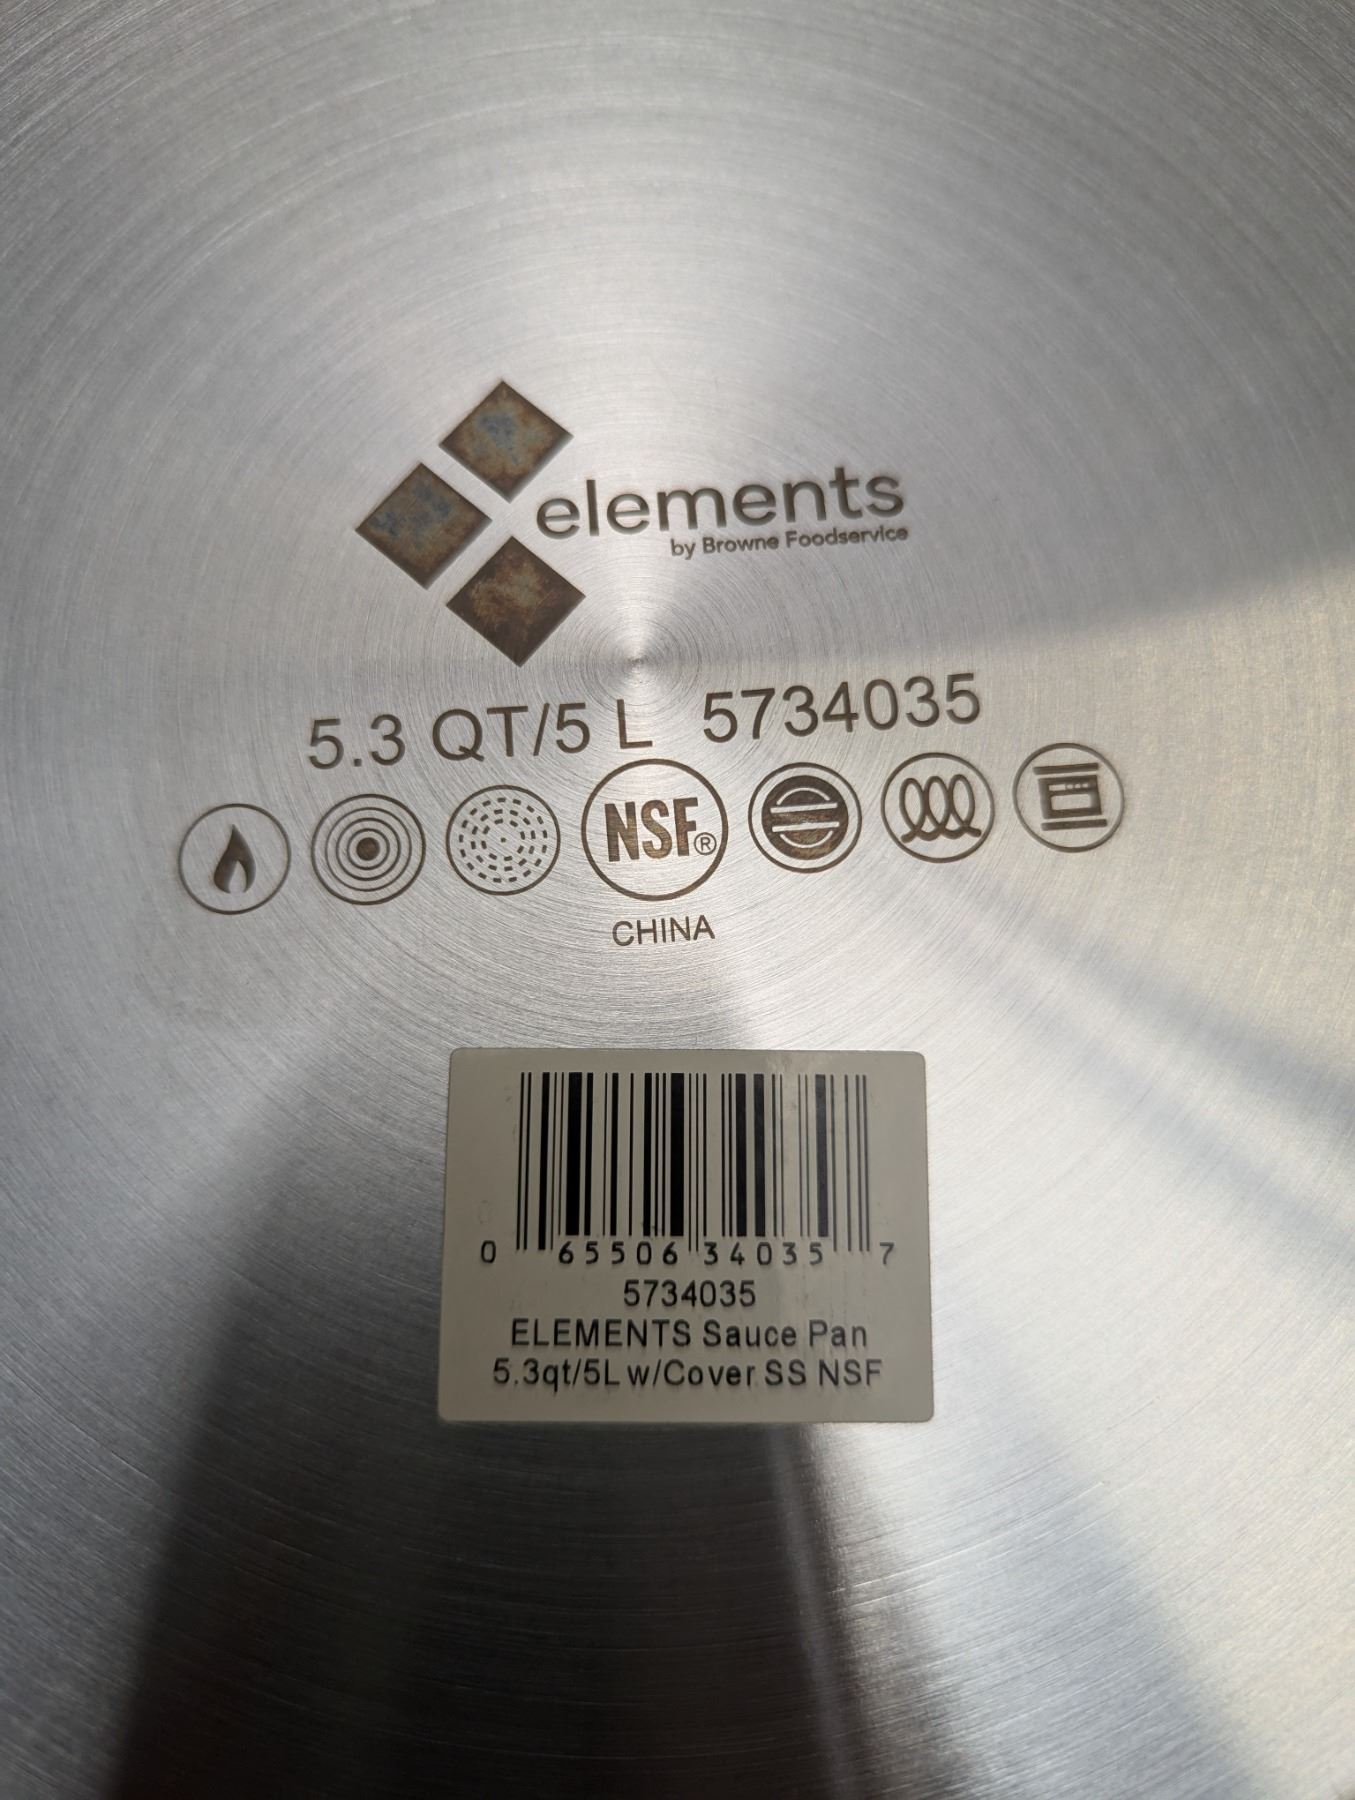 elements
by Browne Foodservice
5.3 QT/5 L 5734035
NSF®
CHINA
0 65506 34035 7
5734035
ELEMENTS Sauce Pan
5.3qt/5L w/Cover SS NSF